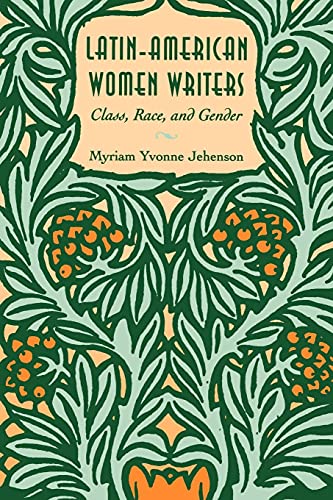 LATIN-AMERICAN
WOMEN WRITERS
Class, Race, and Gender
Myriam Yvonne Jehenson